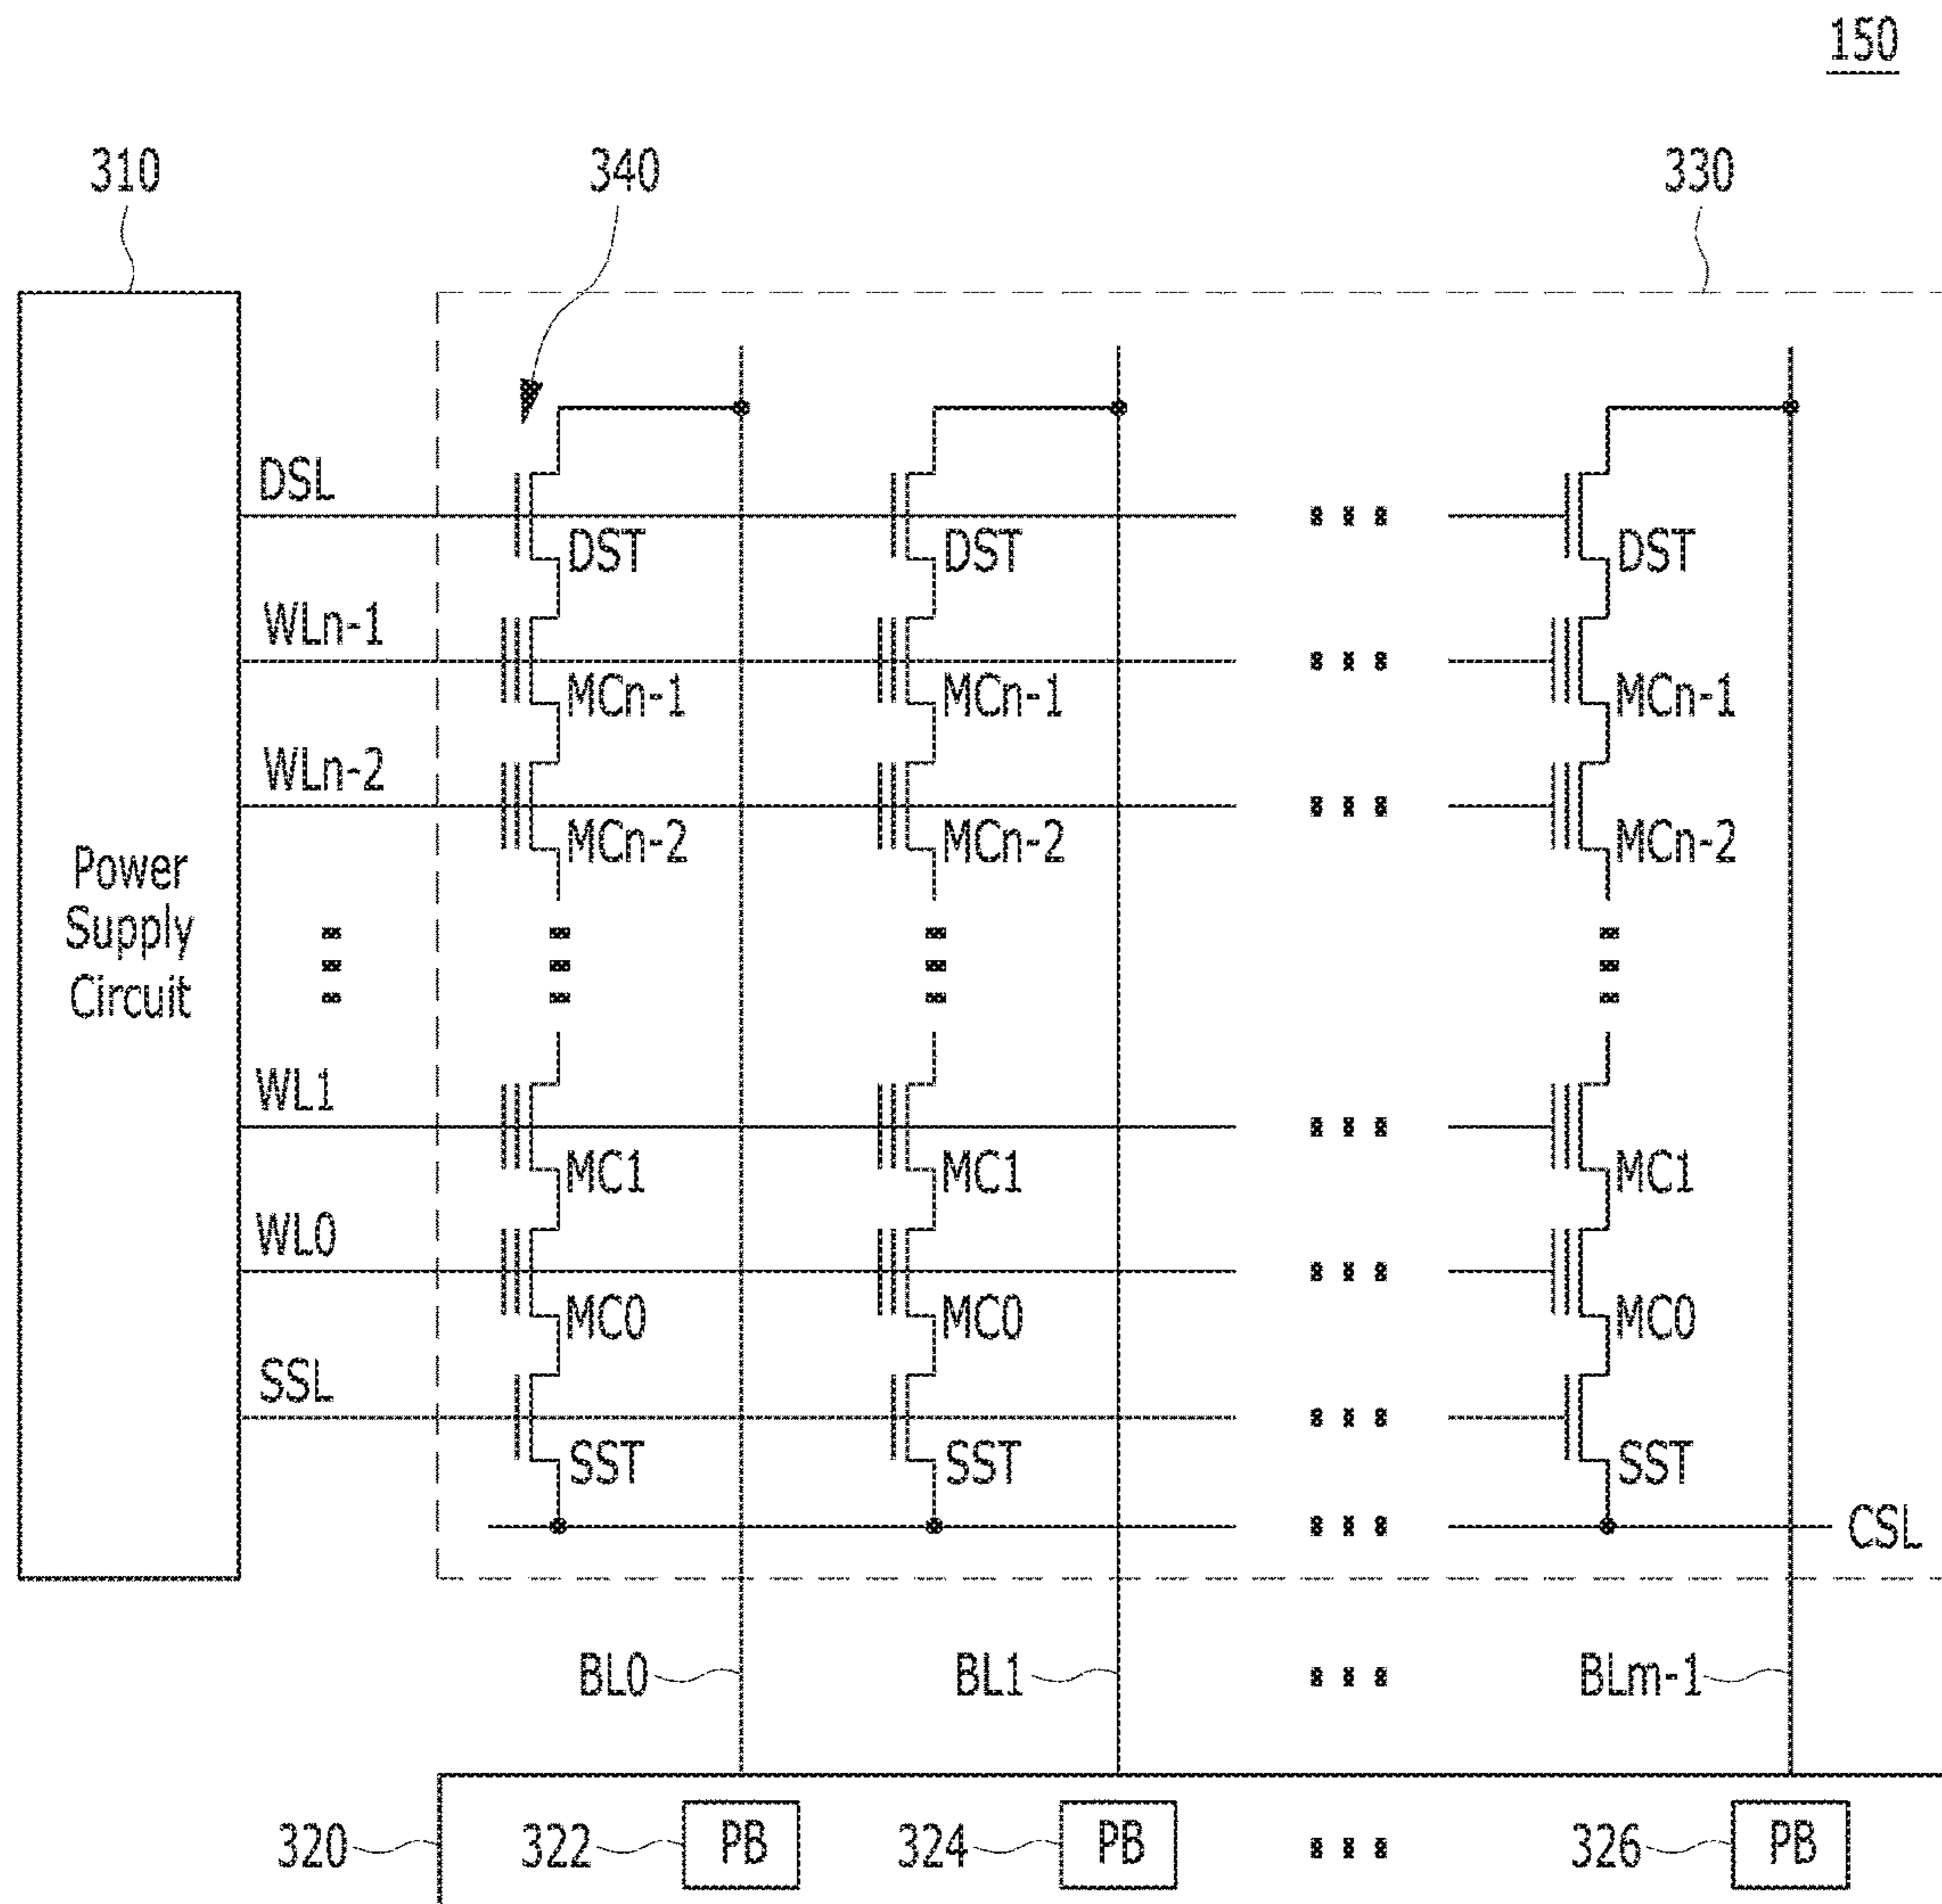 150
310 340 330
DSL
DST DST DST
WLn-1
MCn-1 MCn-1 MCn-1
WLn-2
MCn-2 MCn-2 MCn-2
Power
Supply
Circuit
WL1
MC1 MC1 MC1
WL0
MC0 MC0 MC0
SSL
SST SST SST
CSL
BL0 BL1 BLm-1
320 322 PB 324 PB 326 PB